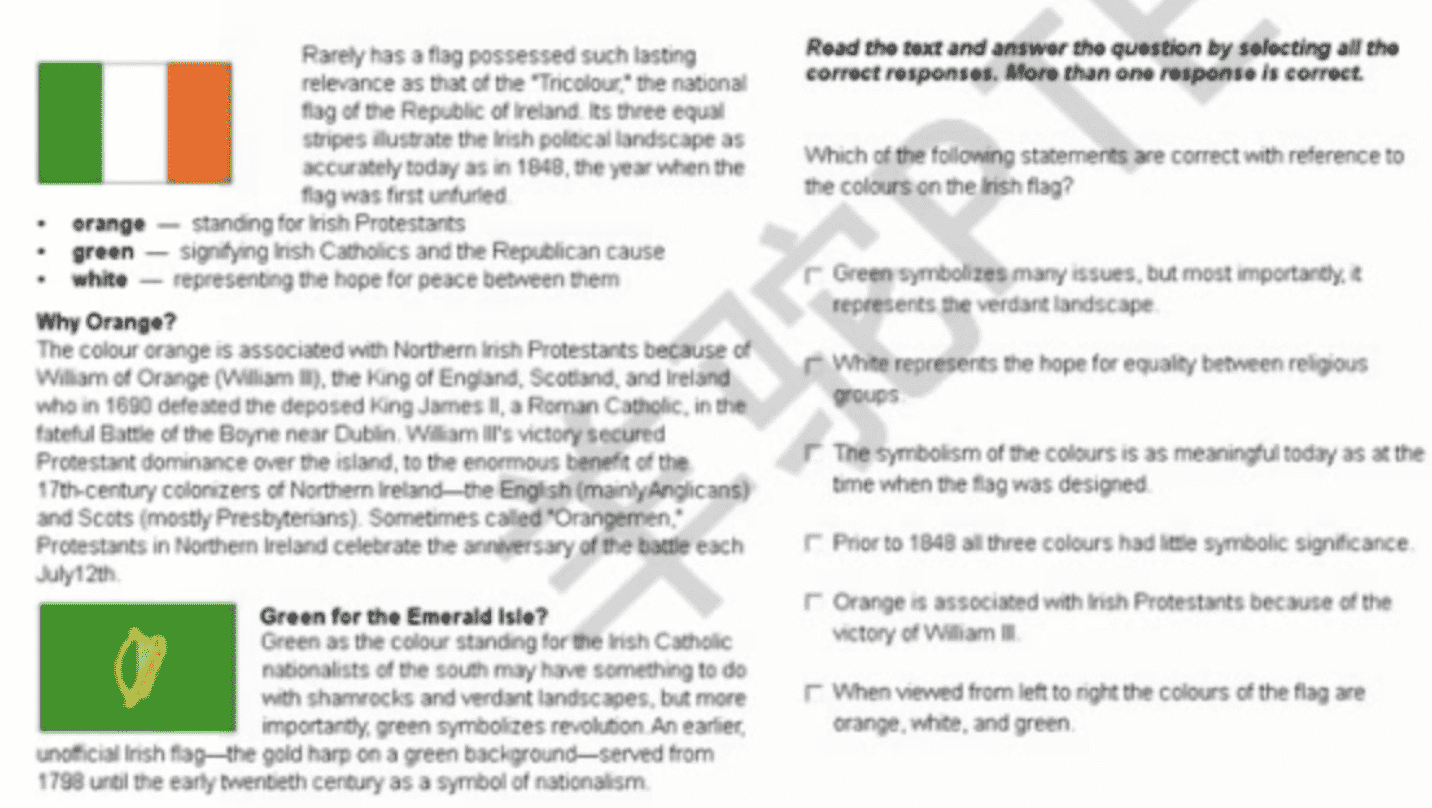 Rarely has a flag possessed such lasting
relevance as that of the "Tricolour," the national
flag of the Republic of Ireland. Its three equal
stripes illustrate the Irish political landscape as
accurately today as in 1848, the year when the
flag was first unfurled.
• orange — standing for Irish Protestants
• green — signifying Irish Catholics and the Republican cause
• white — representing the hope for peace between them
Why Orange?
The colour orange is associated with Northern Irish Protestants because of
William of Orange (William III), the King of England, Scotland, and Ireland
who in 1690 defeated the deposed King James II, a Roman Catholic, in the
fateful Battle of the Boyne near Dublin. William III's victory secured
Protestant dominance over the island, to the enormous benefit of the
17th-century colonizers of Northern Ireland—the English (mainly Anglicans)
and Scots (mostly Presbyterians). Sometimes called "Orangemen,"
Protestants in Northern Ireland celebrate the anniversary of the battle each
July12th.
Green for the Emerald Isle?
Green as the colour standing for the Irish Catholic
nationalists of the south may have something to do
with shamrocks and verdant landscapes, but more
importantly, green symbolizes revolution.An earlier,
unofficial Irish flag—the gold harp on a green background—served from
1798 until the early twentieth century as a symbol of nationalism.
Read the text and answer the question by selecting all the
correct responses. More than one response is correct.
Which of the following statements are correct with reference to
the colours on the Irish flag?
Green symbolizes many issues, but most importantly, it
represents the verdant landscape.
White represents the hope for equality between religious
groups.
The symbolism of the colours is as meaningful today as at the
time when the flag was designed.
Prior to 1848 all three colours had little symbolic significance.
Orange is associated with Irish Protestants because of the
victory of William III.
When viewed from left to right the colours of the flag are
orange, white, and green.
羊驼PTE